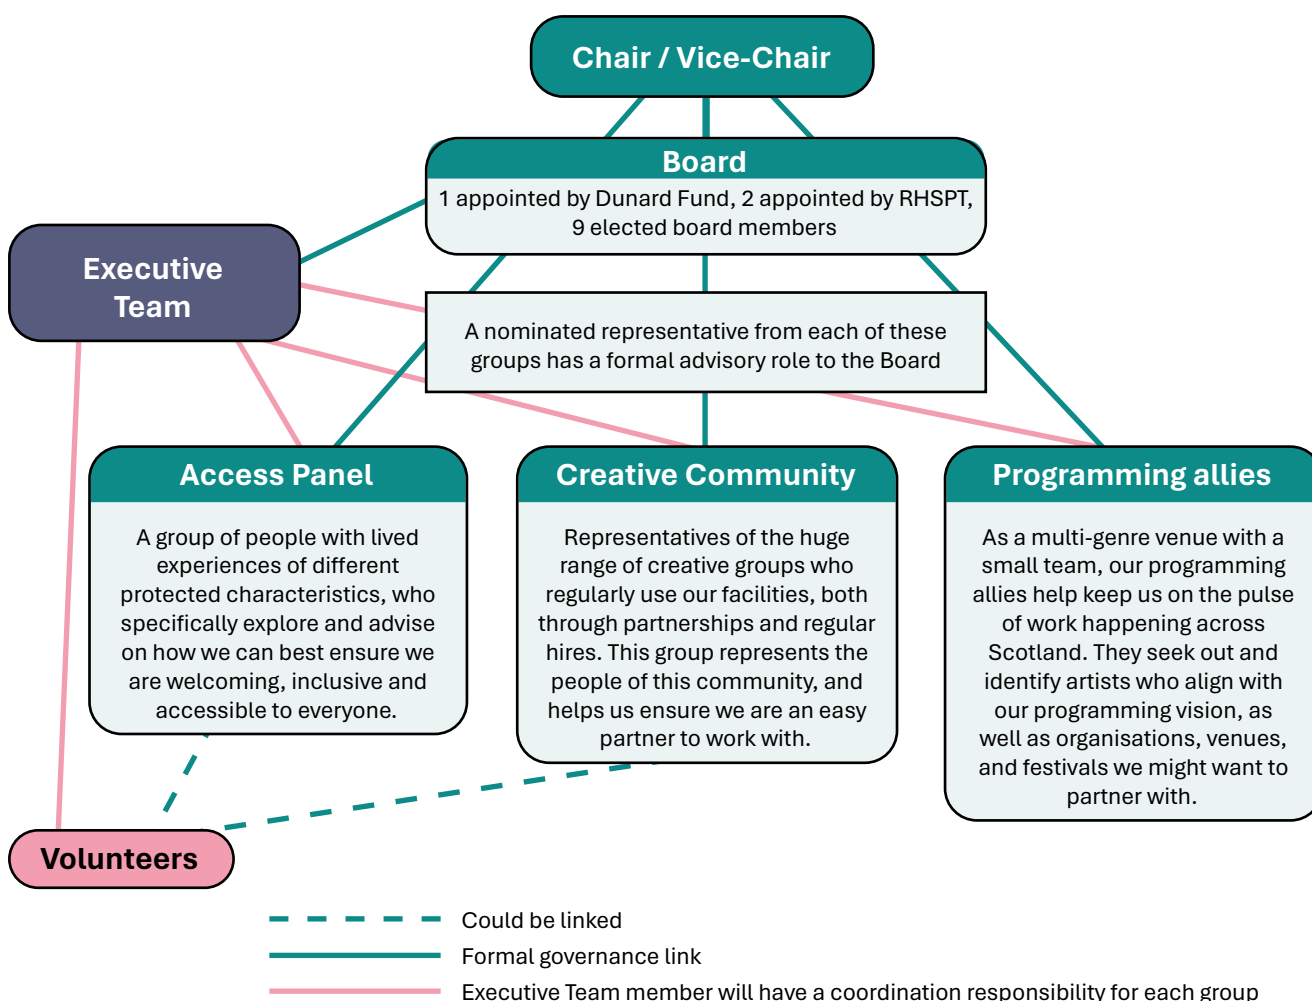 Chair / Vice-Chair
Board
1 appointed by Dunard Fund, 2 appointed by RHSPT,
9 elected board members
Executive
Team
A nominated representative from each of these
groups has a formal advisory role to the Board
Access Panel
A group of people with lived
experiences of different
protected characteristics, who
specifically explore and advise
on how we can best ensure we
are welcoming, inclusive and
accessible to everyone.
Creative Community
Representatives of the huge
range of creative groups who
regularly use our facilities, both
through partnerships and regular
hires. This group represents the
people of this community, and
helps us ensure we are an easy
partner to work with.
Programming allies
As a multi-genre venue with a
small team, our programming
allies help keep us on the pulse
of work happening across
Scotland. They seek out and
identify artists who align with
our programming vision, as
well as organisations, venues,
and festivals we might want to
partner with.
Volunteers
Could be linked
Formal governance link
Executive Team member will have a coordination responsibility for each group